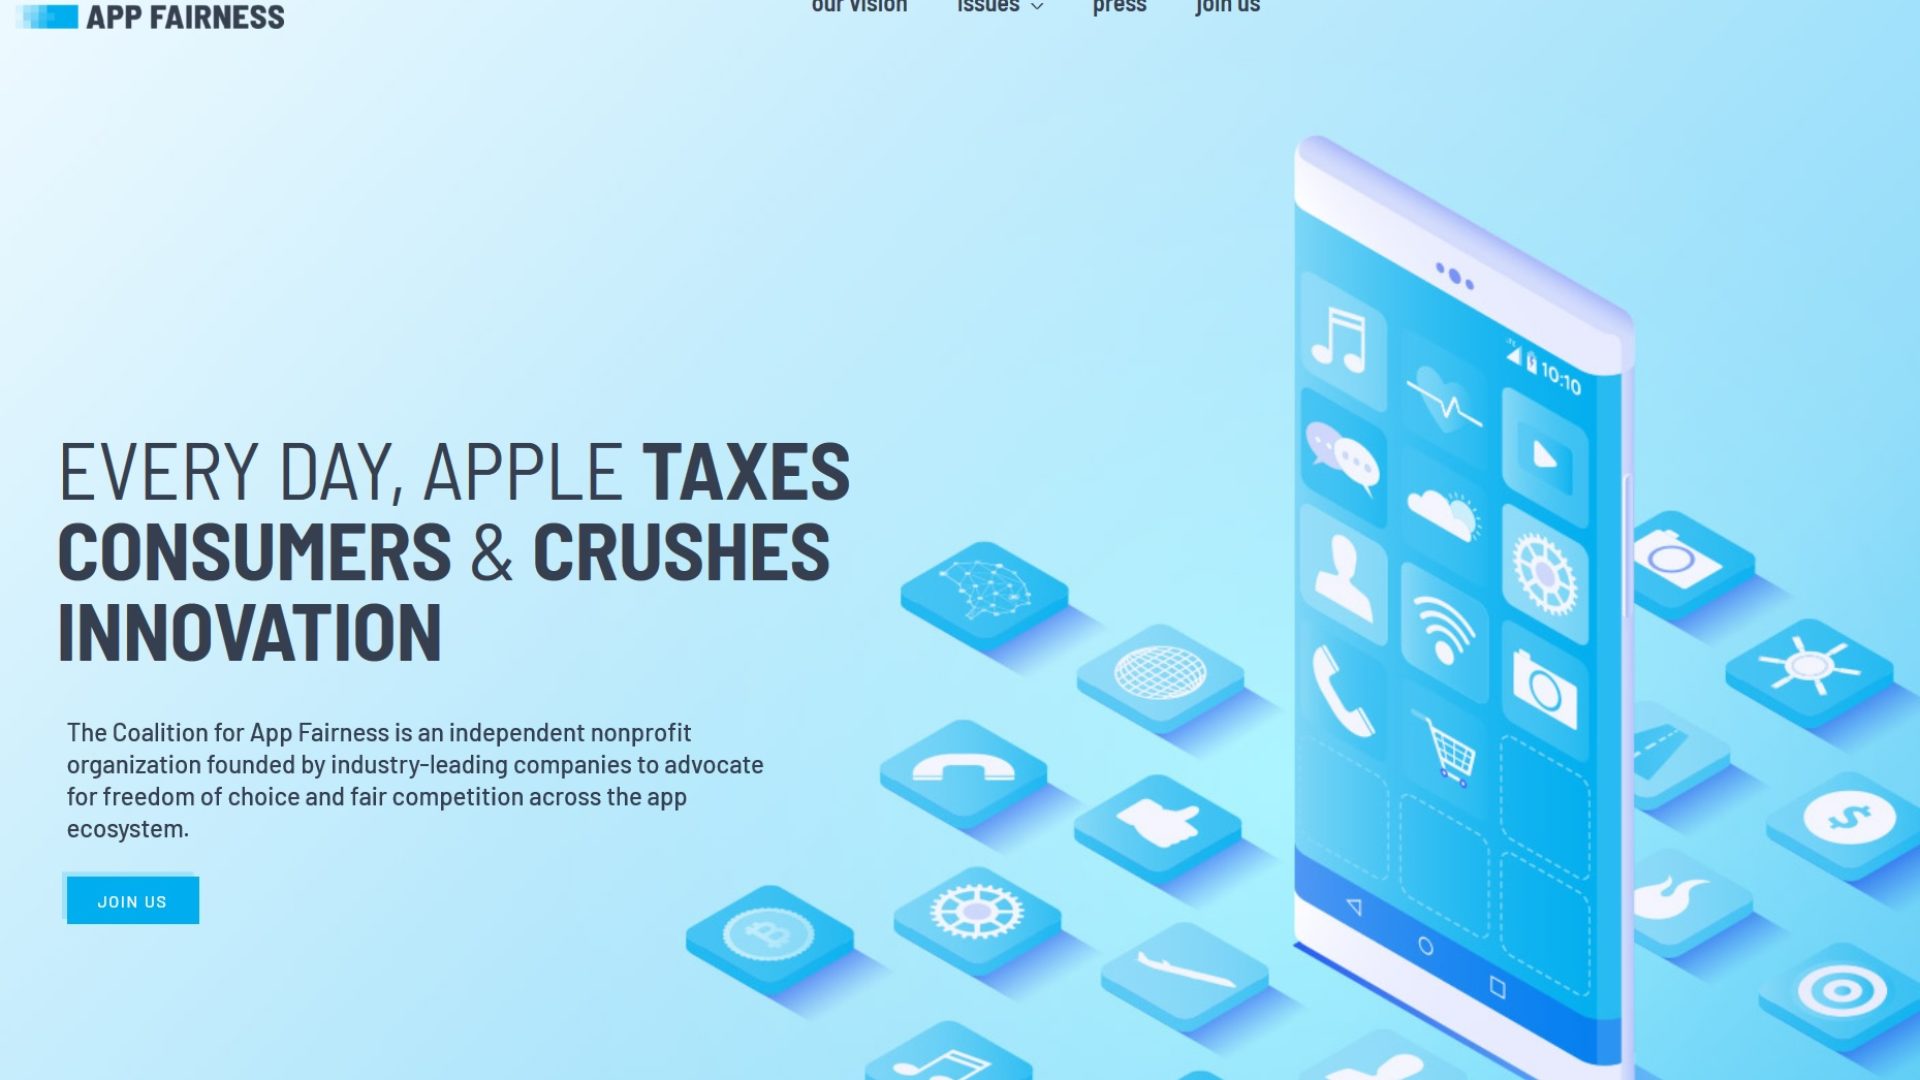 APP FAIRNESS
our vision issues press join us
LTE 10:10
EVERY DAY, APPLE TAXES
CONSUMERS & CRUSHES
INNOVATION
The Coalition for App Fairness is an independent nonprofit
organization founded by industry-leading companies to advocate
for freedom of choice and fair competition across the app
ecosystem.
JOIN US